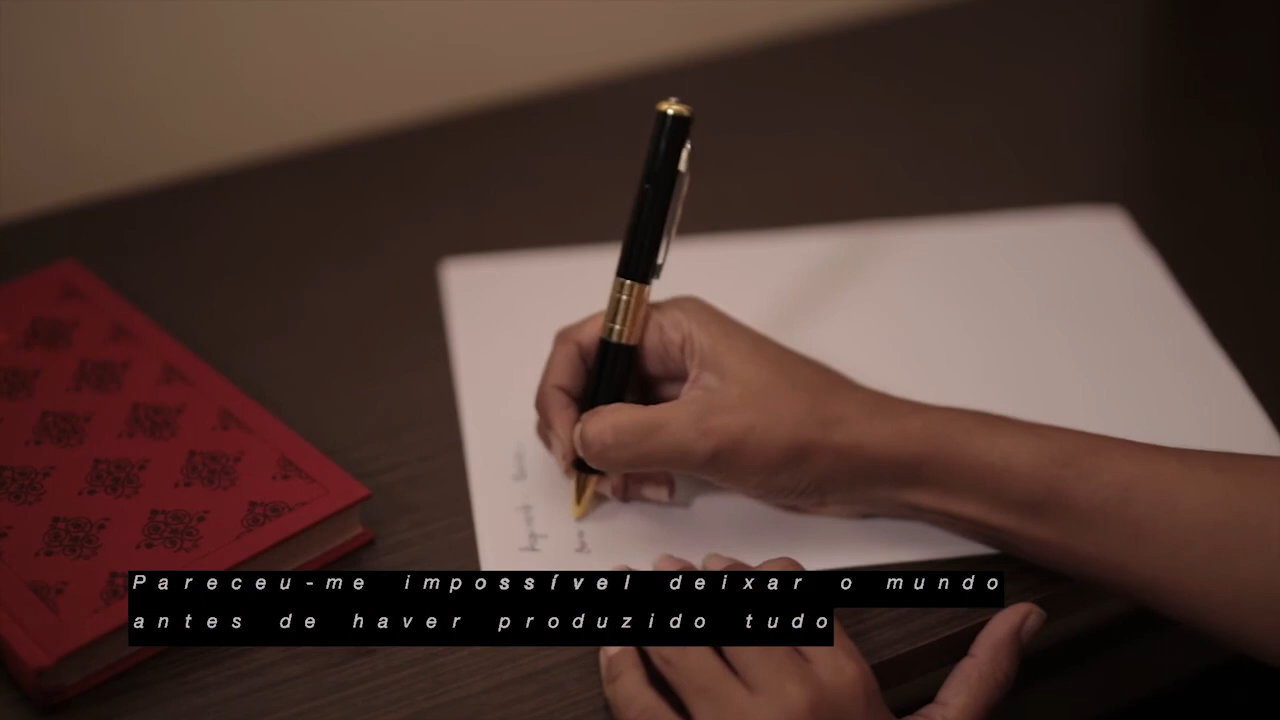 Pareceu-me impossível deixar o mundo
antes de haver produzido tudo